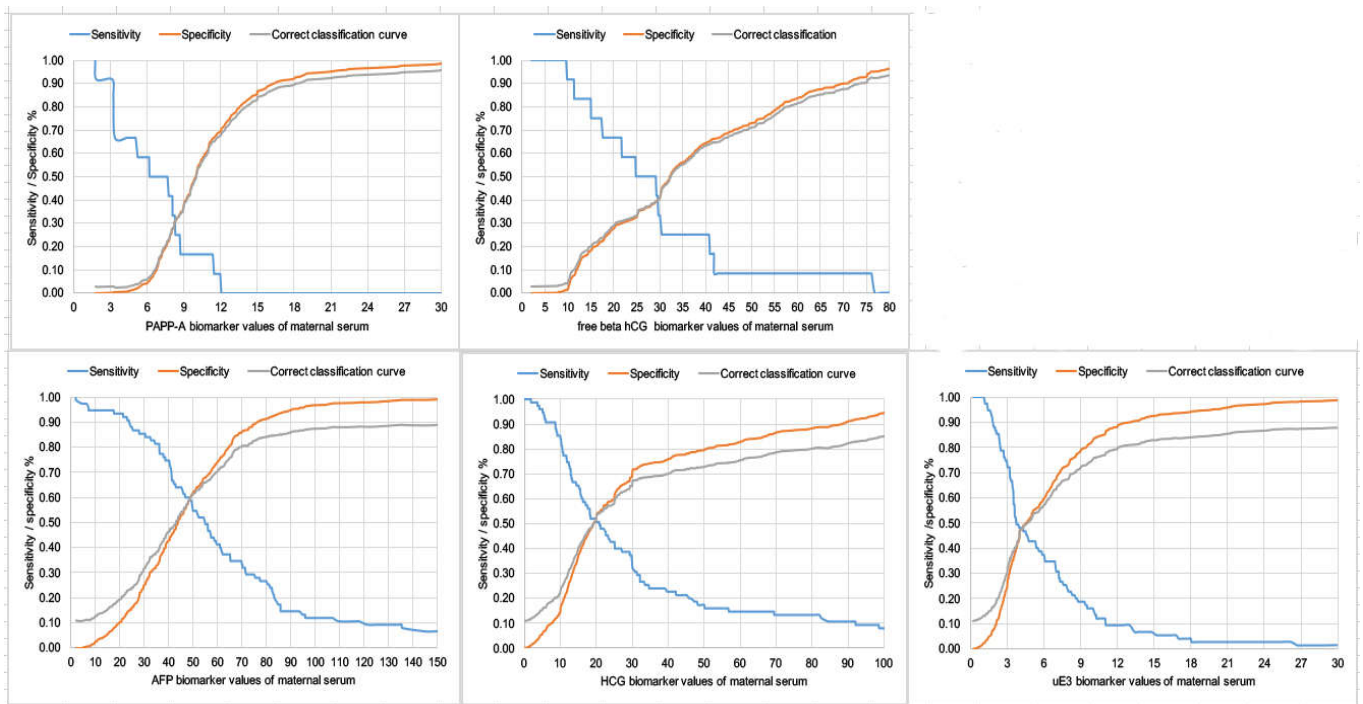 Sensitivity Specificity Correct classification curve
1.00
0.90
0.80
0.70
0.60
0.50
0.40
0.30
0.20
0.10
0.00
Sensitivity / Specificity %
0 3 6 9 12 15 18 21 24 27 30
PAPP-A biomarker values of maternal serum
Sensitivity Specificity Correct classification
1.00
0.90
0.80
0.70
0.60
0.50
0.40
0.30
0.20
0.10
0.00
Sensitivity / specificity %
0 5 10 15 20 25 30 35 40 45 50 55 60 65 70 75 80
free beta hCG biomarker values of maternal serum
Sensitivity Specificity Correct classification curve
1.00
0.90
0.80
0.70
0.60
0.50
0.40
0.30
0.20
0.10
0.00
Sensitivity / specificity %
0 10 20 30 40 50 60 70 80 90 100 110 120 130 140 150
AFP biomarker values of maternal serum
Sensitivity Specificity Correct classification curve
1.00
0.90
0.80
0.70
0.60
0.50
0.40
0.30
0.20
0.10
0.00
Sensitivity / specificity %
0 10 20 30 40 50 60 70 80 90 100
HCG biomarker values of maternal serum
Sensitivity Specificity Correct classification curve
1.00
0.90
0.80
0.70
0.60
0.50
0.40
0.30
0.20
0.10
0.00
Sensitivity /specificity %
0 3 6 9 12 15 18 21 24 27 30
uE3 biomarker values of maternal serum